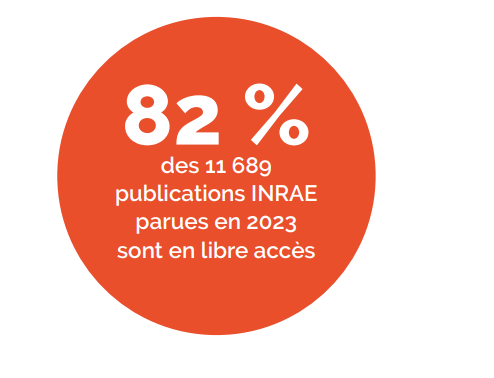 82 %
des 11 689
publications INRAE
parues en 2023
sont en libre accès